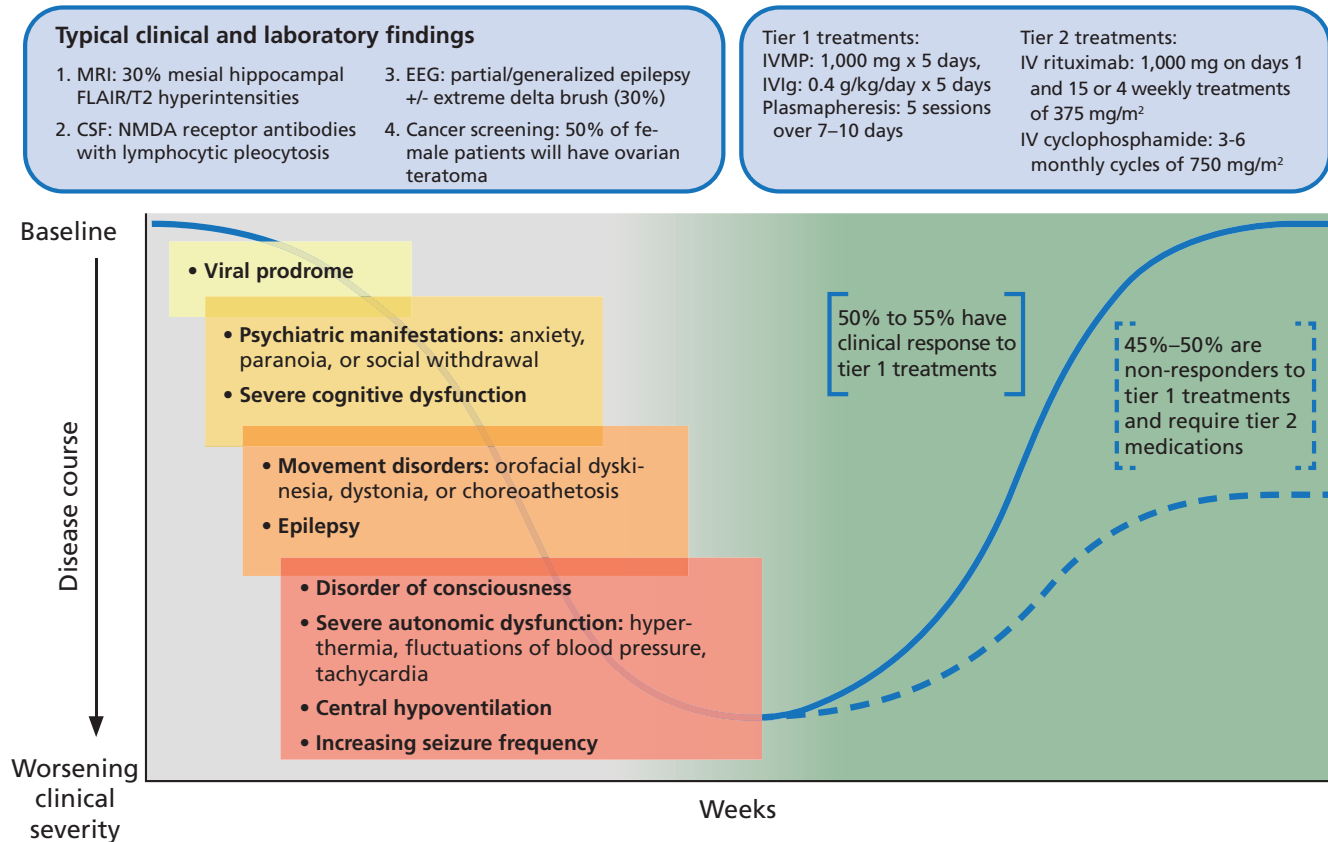 Typical clinical and laboratory findings
1. MRI: 30% mesial hippocampal
FLAIR/T2 hyperintensities
2. CSF: NMDA receptor antibodies
with lymphocytic pleocytosis
3. EEG: partial/generalized epilepsy
+/- extreme delta brush (30%)
4. Cancer screening: 50% of fe-
male patients will have ovarian
teratoma
Tier 1 treatments:
IVMP: 1,000 mg x 5 days,
IVIg: 0.4 g/kg/day x 5 days
Plasmapheresis: 5 sessions
over 7–10 days
Tier 2 treatments:
IV rituximab: 1,000 mg on days 1
and 15 or 4 weekly treatments
of 375 mg/m²
IV cyclophosphamide: 3-6
monthly cycles of 750 mg/m²
Baseline
Disease course
Worsening
clinical
severity
• Viral prodrome
• Psychiatric manifestations: anxiety,
paranoia, or social withdrawal
• Severe cognitive dysfunction
• Movement disorders: orofacial dyski-
nesia, dystonia, or choreoathetosis
• Epilepsy
• Disorder of consciousness
• Severe autonomic dysfunction: hyper-
thermia, fluctuations of blood pressure,
tachycardia
• Central hypoventilation
• Increasing seizure frequency
50% to 55% have
clinical response to
tier 1 treatments
45%–50% are
non-responders to
tier 1 treatments
and require tier 2
medications
Weeks